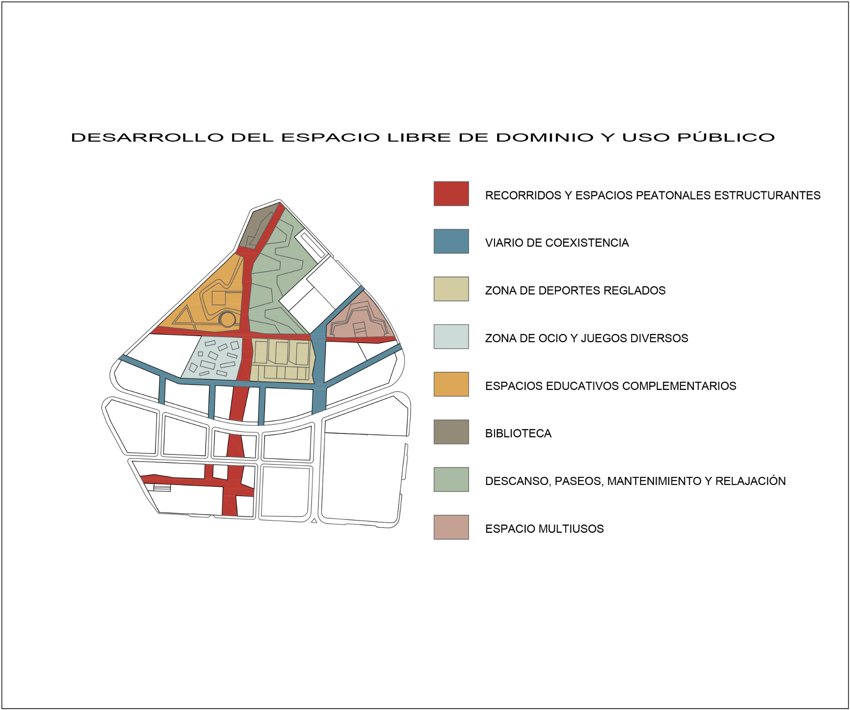 DESARROLLO DEL ESPACIO LIBRE DE DOMINIO Y USO PÚBLICO
RECORRIDOS Y ESPACIOS PEATONALES ESTRUCTURANTES
VIARIO DE COEXISTENCIA
ZONA DE DEPORTES REGLADOS
ZONA DE OCIO Y JUEGOS DIVERSOS
ESPACIOS EDUCATIVOS COMPLEMENTARIOS
BIBLIOTECA
DESCANSO, PASEOS, MANTENIMIENTO Y RELAJACIÓN
ESPACIO MULTIUSOS